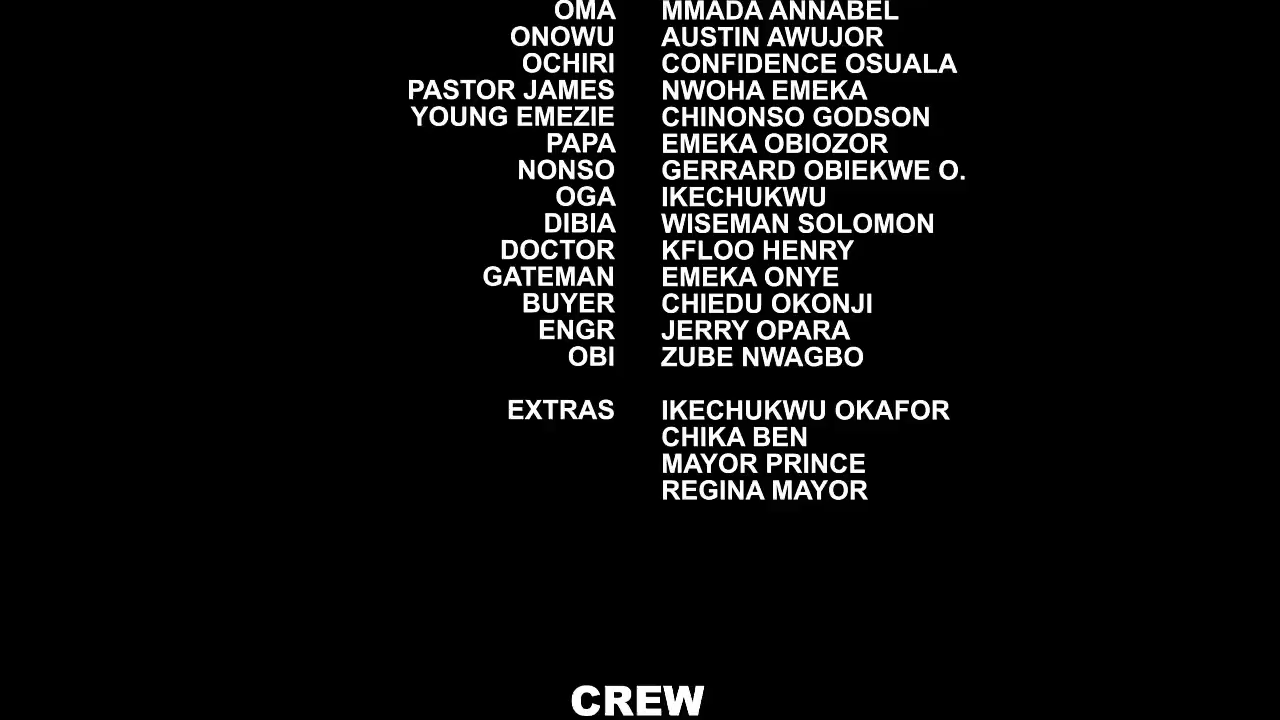 OMA MMADA ANNABEL
ONOWU AUSTIN AWUJOR
OCHIRI CONFIDENCE OSUALA
PASTOR JAMES NWOHA EMEKA
YOUNG EMEZIE CHINONSO GODSON
PAPA EMEKA OBIOZOR
NONSO GERRARD OBIEKWE O.
OGA IKECHUKWU
DIBIA WISEMAN SOLOMON
DOCTOR KFLOO HENRY
GATEMAN EMEKA ONYE
BUYER CHIEDU OKONJI
ENGR JERRY OPARA
OBI ZUBE NWAGBO
EXTRAS IKECHUKWU OKAFOR
CHIKA BEN
MAYOR PRINCE
REGINA MAYOR
CREW